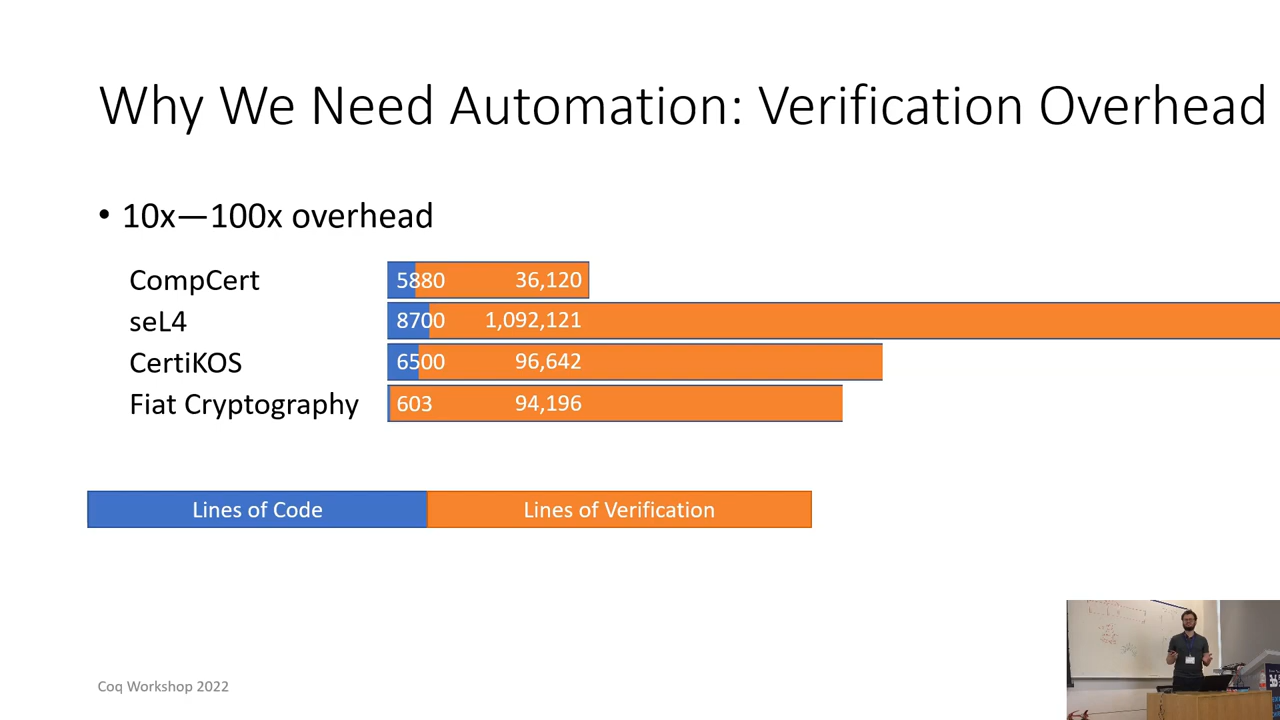 Why We Need Automation: Verification Overhead
• 10x—100x overhead
CompCert 5880 36,120
seL4 8700 1,092,121
CertiKOS 6500 96,642
Fiat Cryptography 603 94,196
Lines of Code Lines of Verification
Coq Workshop 2022